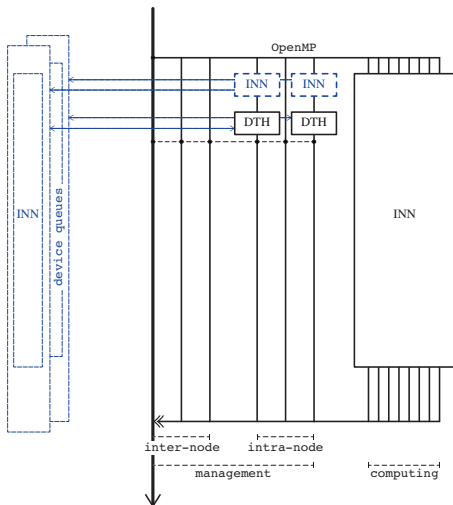 OpenMP
INN INN
DTH DTH
INN
device queues
INN
inter-node intra-node
management computing